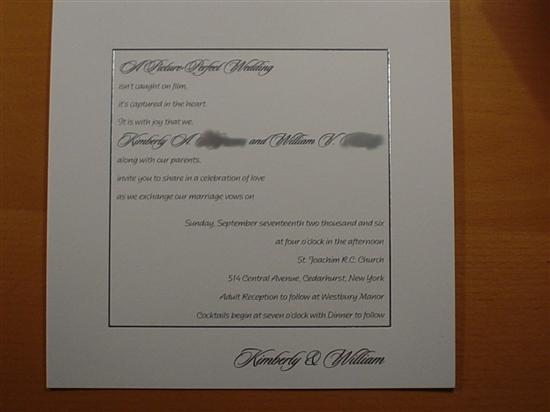 A Picture-Perfect Wedding
isn't caught on film,
it's captured in the heart.
It is with joy that we,
Kimberly A. and William V.
along with our parents,
invite you to share in a celebration of love
as we exchange our marriage vows on
Sunday, September seventeenth two thousand and six
at four o'clock in the afternoon
St. Joachim R.C. Church
514 Central Avenue, Cedarhurst, New York
Adult Reception to follow at Westbury Manor
Cocktails begin at seven o'clock with Dinner to follow
Kimberly & William